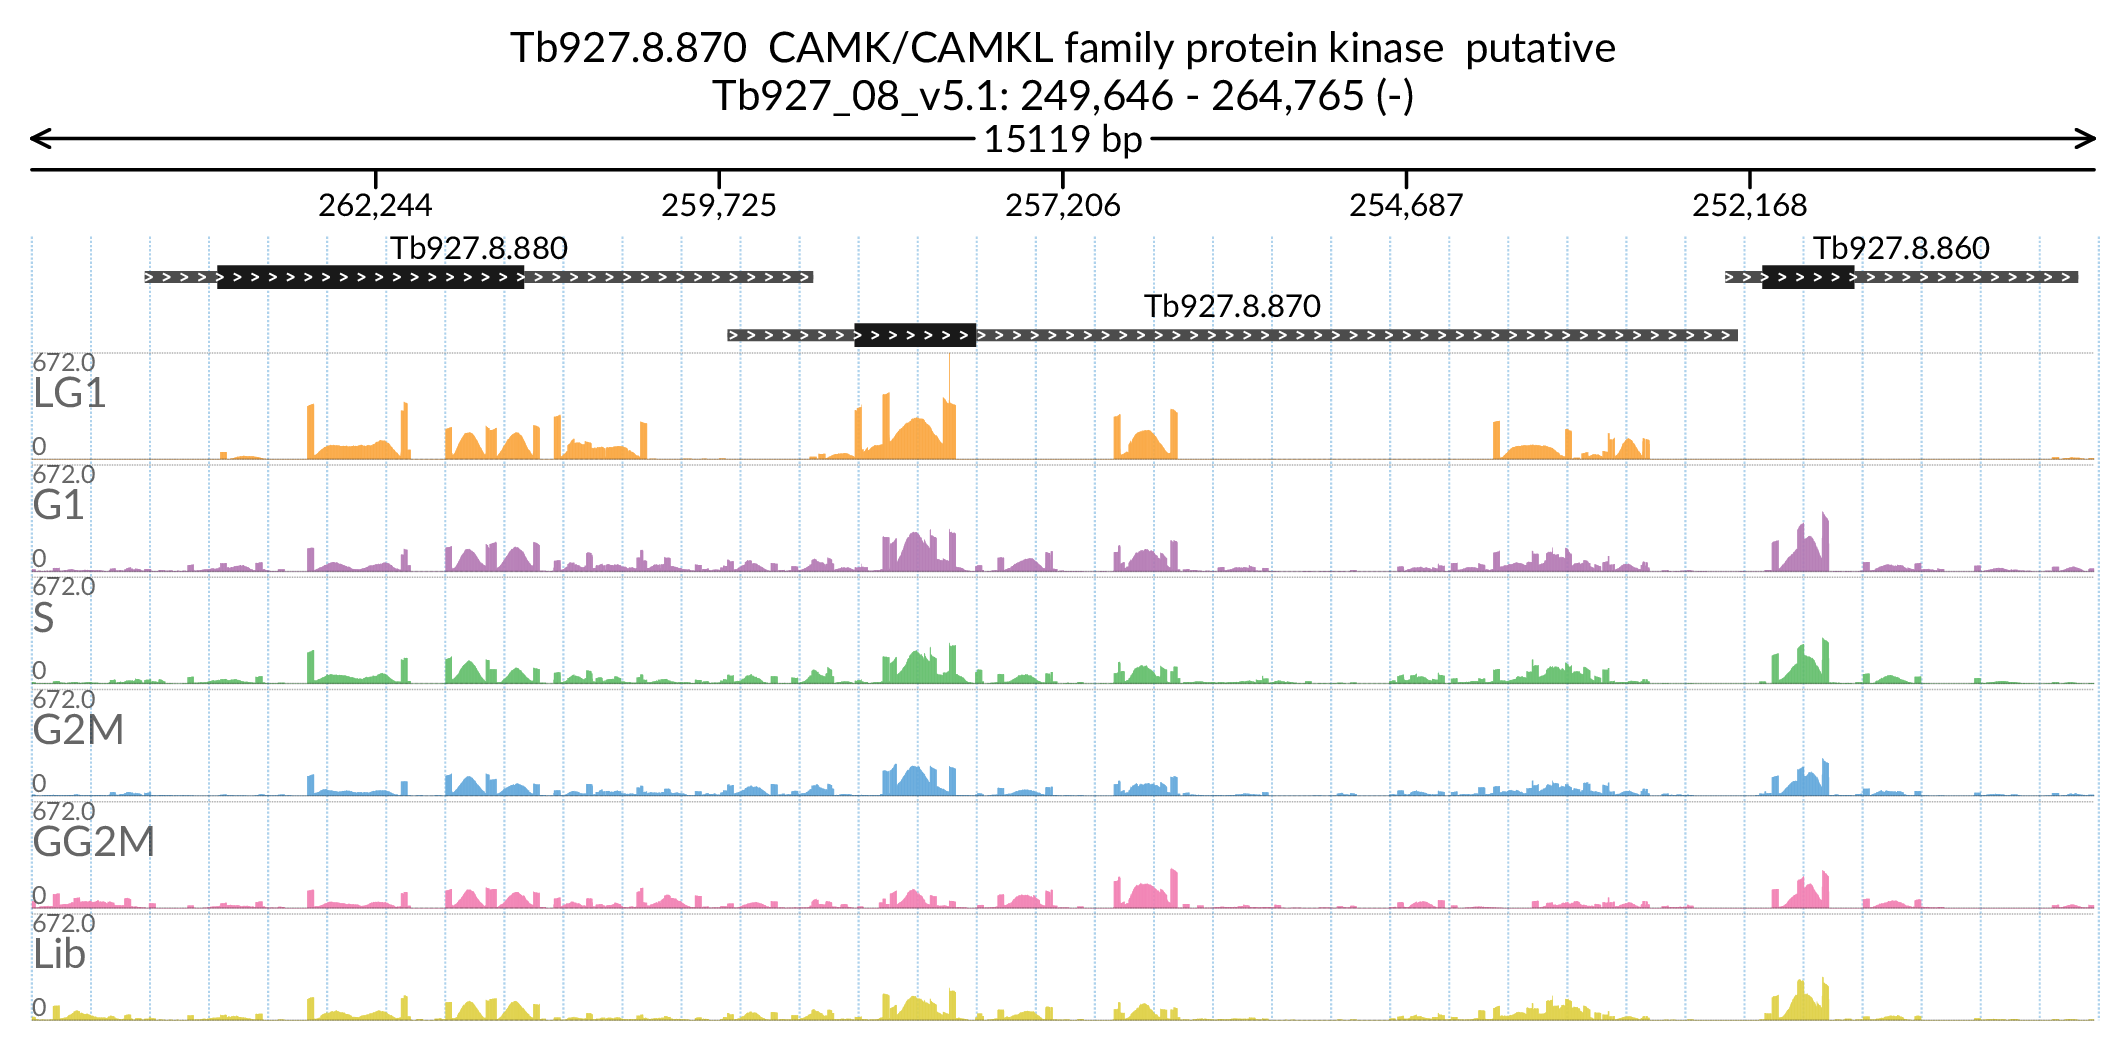 Tb927.8.870  CAMK/CAMKL family protein kinase  putative
Tb927_08_v5.1: 249,646 - 264,765 (-)
15119 bp
262,244 259,725 257,206 254,687 252,168
Tb927.8.880 Tb927.8.860
Tb927.8.870
672.0
LG1
0
672.0
G1
0
672.0
S
0
672.0
G2M
0
672.0
GG2M
0
672.0
Lib
0